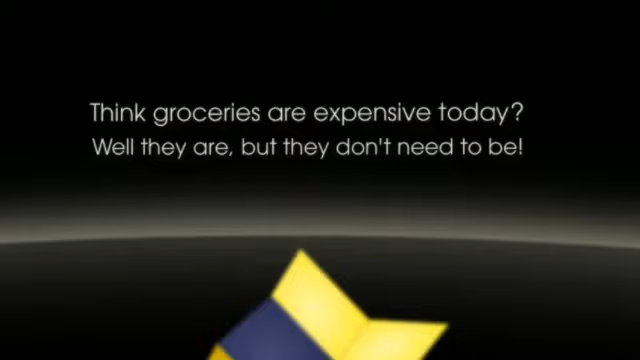 Think groceries are expensive today?
Well they are, but they don't need to be!